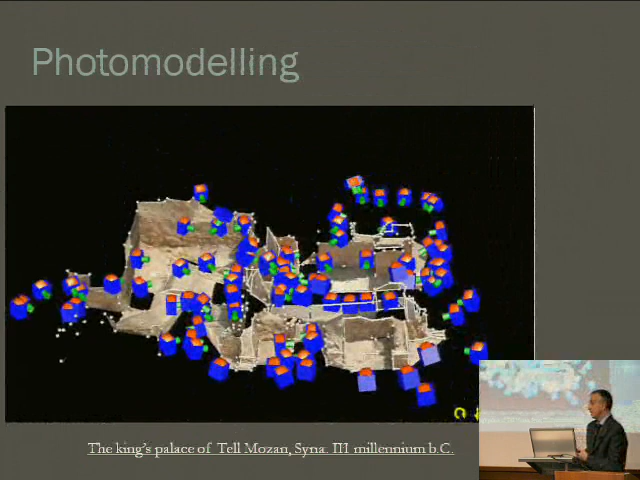 Photomodelling
The king's palace of Tell Mozan, Syria. III millennium b.C.